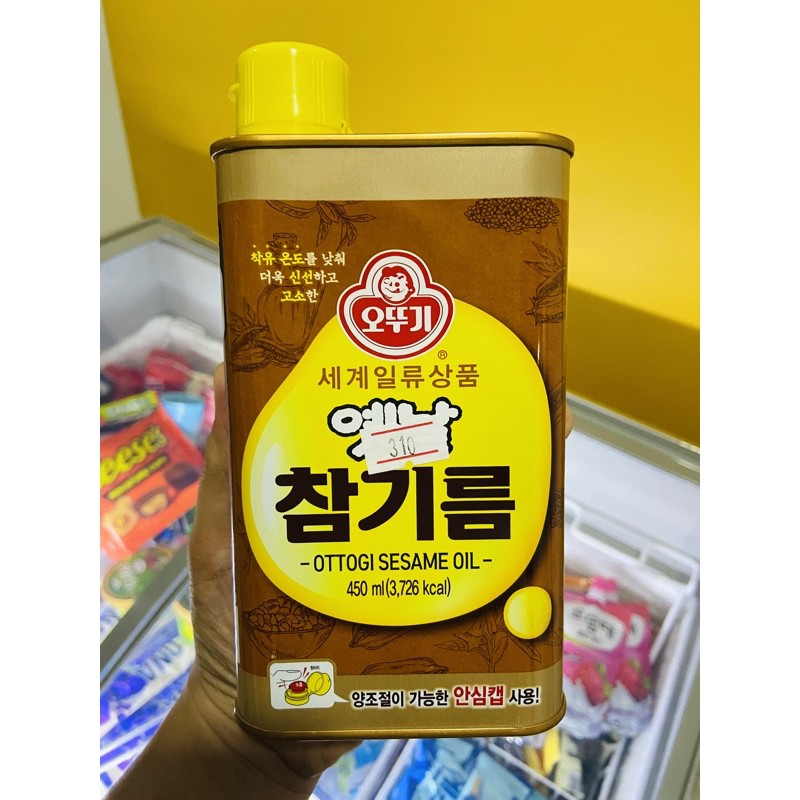 착유 온도를 낮춰
더욱 신선하고
고소한
오뚜기
®
세계일류상품
옛날
310
참기름
- OTTOGI SESAME OIL -
450 ml(3,726 kcal)
양조절이 가능한 안심캡 사용!